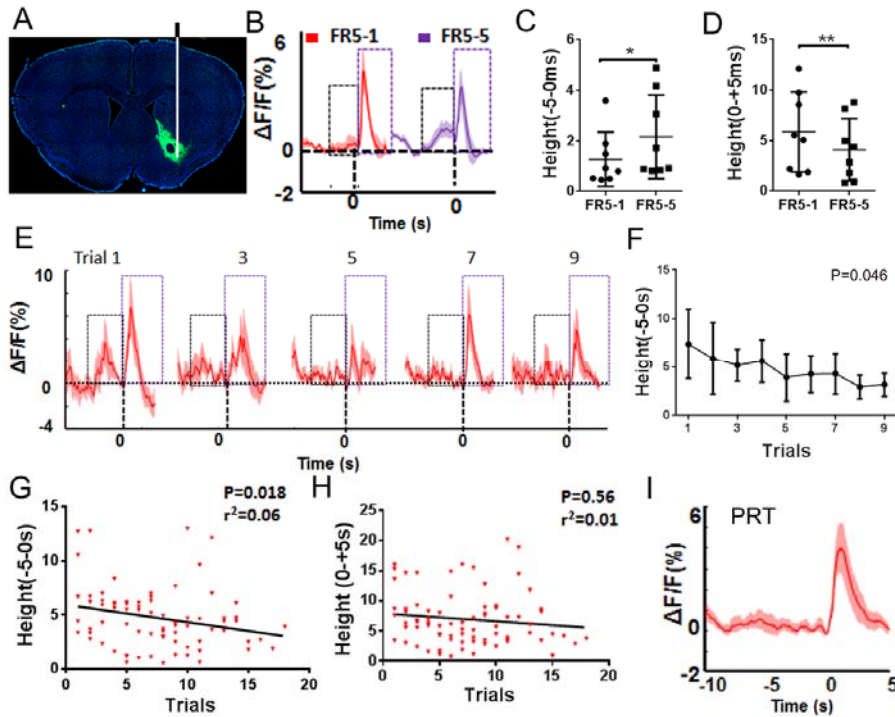 A
B
6
FR5-1
FR5-5
ΔF/F(%)
0
-2
0
0
Time (s)
C
Height(-5-0ms)
6
4
2
0
*
FR5-1 FR5-5
D
Height(0-+5ms)
15
10
5
0
**
FR5-1 FR5-5
E
Trial 1 3 5 7 9
10
ΔF/F(%)
0
-4
0 0 0 0 0
Time (s)
F
P=0.046
Height(-5-0s)
15
10
5
0
1 3 5 7 9
Trials
G
P=0.018
r²=0.06
Height(-5-0s)
15
10
5
0
0 5 10 15 20
Trials
H
P=0.56
r²=0.01
Height (0-+5s)
25
20
15
10
5
0
0 5 10 15 20
Trials
I
PRT
6
ΔF/F(%)
0
-2
-10 -5 0 5
Time (s)